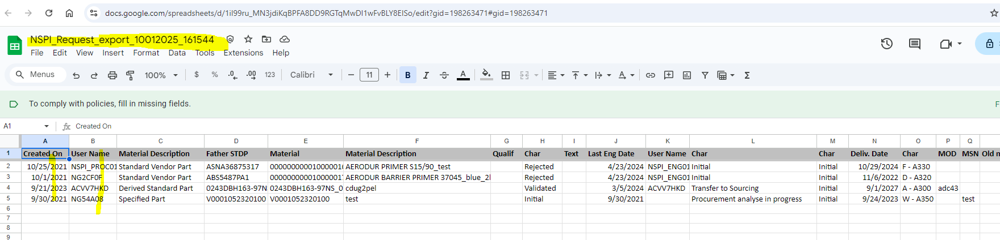 docs.google.com/spreadsheets/d/1iI99ru_MN3jdiKqBPFA8DD9RGTqMwDI1wFvBLY8EISo/edit?gid=198263471#gid=198263471
NSPI_Request_export_10012025_161544
File Edit View Insert Format Data Tools Extensions Help
Menus 100% $ % .0 .00 123 Calibri 11 B I S A A Σ
To comply with policies, fill in missing fields.
A1 fx Created On
A B C D E F G H I J K L M N O P Q
1 Created On User Name Material Description Father STDP Material Material Description Qualif Char Text Last Eng Date User Name Char Char Deliv. Date Char MOD MSN Old
2 10/25/2021 NSPI_PROC01 Standard Vendor Part ASNA36875317 AERODUR PRIMER S15/90_test Rejected 4/23/2024 NSPI_ENG01 Initial Initial 10/29/2024 F - A330
3 10/1/2021 NG2CF0F Standard Vendor Part ABS5487PA1 AERODUR BARRIER PRIMER 37045_blue_2l Rejected 4/23/2024 NSPI_ENG01 Initial Initial 11/6/2022 D - A320
4 9/21/2023 ACVV7HKD Derived Standard Part 0243DBH163-97N 0243DBH163-97NS_0 cdug2pel Validated 3/5/2024 ACVV7HKD Transfer to Sourcing Initial 9/1/2027 A - A300 adc43
5 9/30/2021 NG54A08 Specified Part V0001052320100 V0001052320100 test Initial 9/30/2021 Procurement analyse in progress Initial 9/24/2023 W - A350 test
6
7
8
9